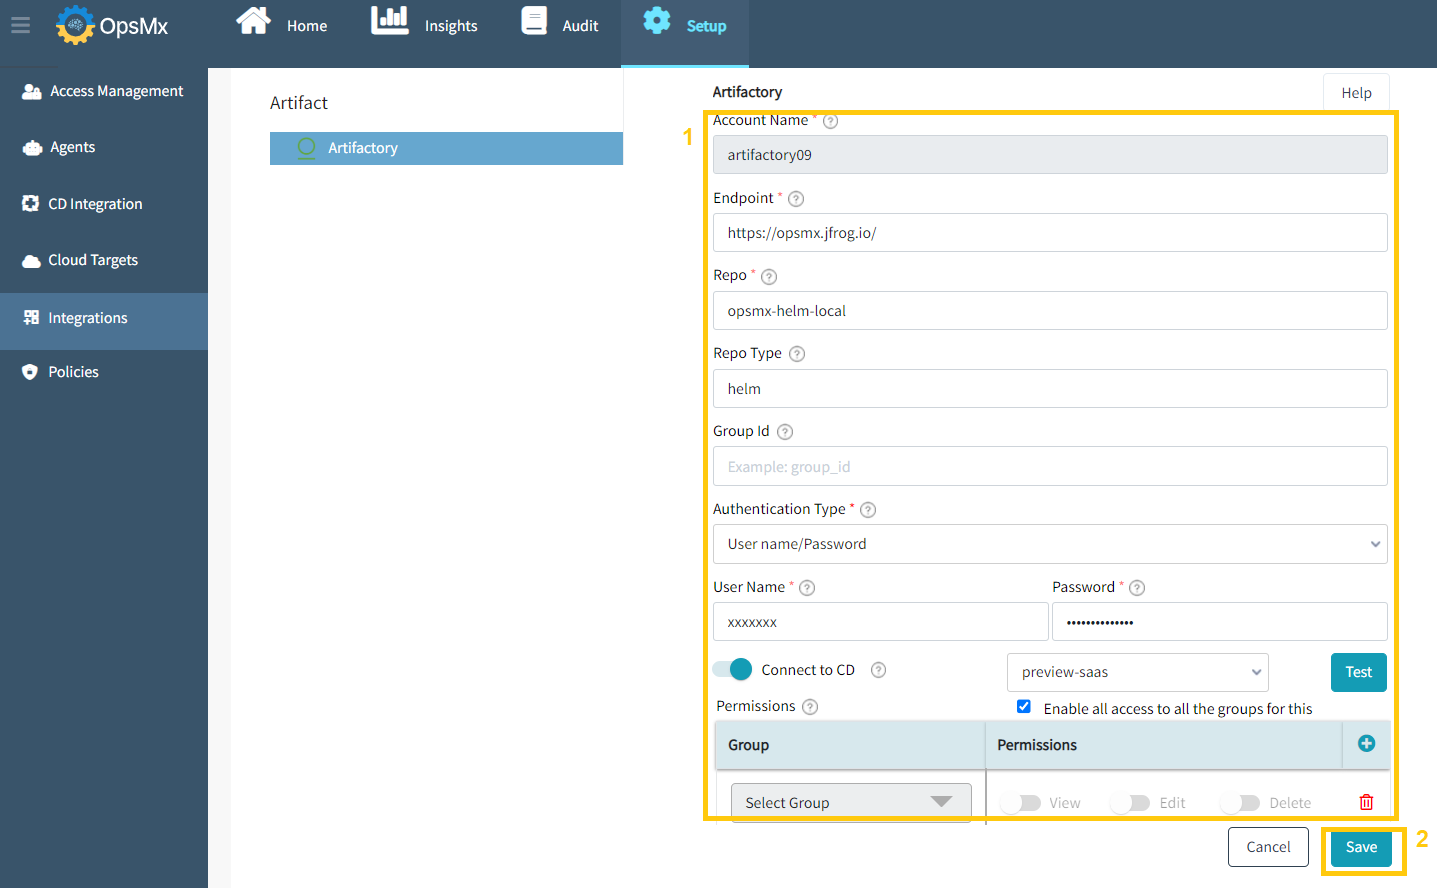 OpsMx
Home
Insights
Audit
Setup
Access Management
Agents
CD Integration
Cloud Targets
Integrations
Policies
Artifact
Artifactory
Artifactory
Help
1
Account Name * ?
artifactory09
Endpoint * ?
https://opsmx.jfrog.io/
Repo * ?
opsmx-helm-local
Repo Type ?
helm
Group Id ?
Example: group_id
Authentication Type * ?
User name/Password
User Name * ?
Password * ?
xxxxxxx
••••••••••••••
Connect to CD ?
preview-saas
Test
Permissions ?
Enable all access to all the groups for this
Group
Permissions
Select Group
View
Edit
Delete
Cancel
Save
2